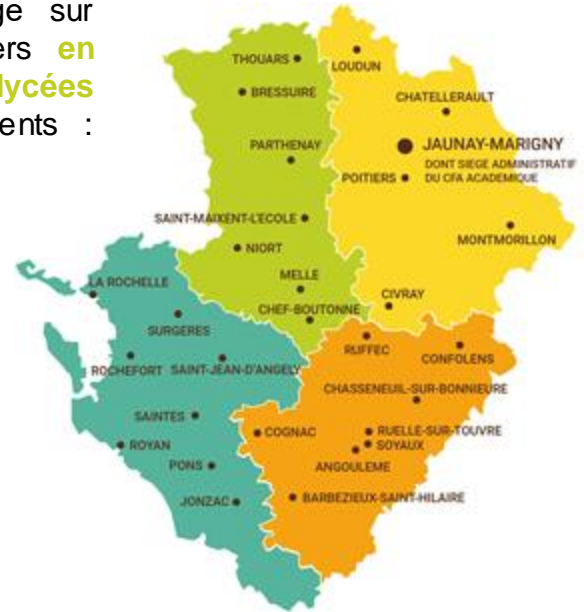 ge sur
ers en
lycées
ents :
THOUARS
LOUDUN
BRESSUIRE
CHATELLERAULT
PARTHENAY
JAUNAY-MARIGNY
DONT SIEGE ADMINISTRATIF
DU CFA ACADEMIQUE
POITIERS
SAINT-MAIXENT-L'ECOLE
NIORT
MONTMORILLON
MELLE
LA ROCHELLE
CIVRAY
CHEF-BOUTONNE
SURGERES
RUFFEC
CONFOLENS
ROCHEFORT
SAINT-JEAN-D'ANGELY
CHASSENEUIL-SUR-BONNIEURE
SAINTES
COGNAC
RUELLE-SUR-TOUVRE
ROYAN
SOYAUX
PONS
ANGOULEME
JONZAC
BARBEZIEUX-SAINT-HILAIRE